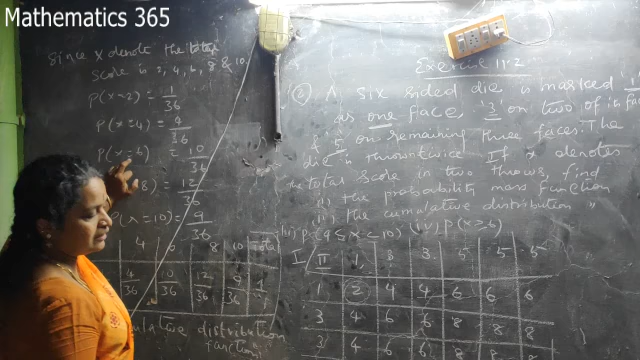 Mathematics 365
Since x denote the total
score is 2, 4, 6, 8 & 10
P(x=2) = 1/36
P(x=4) = 4/36
P(x=6) = 10/36
8) = 12/36
P(x=10) = 9/36
4 6 8 10 Total
4/36 10/36 12/36 9/36 1
distribution
function
Exercise 11.2
② A six sided die is marked '1'
on one face, '3' on two of its faces
& 5 on remaining three faces. The
die is thrown twice If x denotes
the total score in two throws, find
i) the probability mass function
ii) the cumulative distribution "
iii) P(4 ≤ x < 10) (iv) P(x ≥ 6)
I II 1 3 3 5 5 5
1 2 4 4 6 6 6
3 4 6 6 8 8 8
3 4 6 6 8 8 8